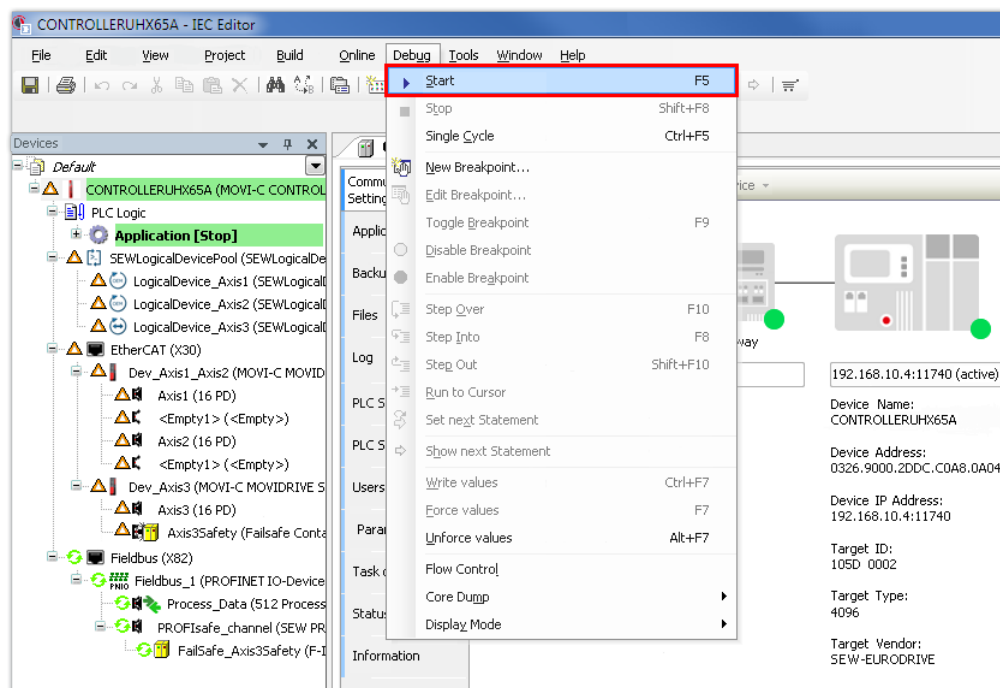 CONTROLLERUHX65A - IEC Editor
File Edit View Project Build Online Debug Tools Window Help
Start F5
Stop Shift+F8
Single Cycle Ctrl+F5
New Breakpoint...
Edit Breakpoint...
Toggle Breakpoint F9
Disable Breakpoint
Enable Breakpoint
Step Over F10
Step Into F8
Step Out Shift+F10
Run to Cursor
Set next Statement
Show next Statement
Write values Ctrl+F7
Force values F7
Unforce values Alt+F7
Flow Control
Core Dump
Display Mode
Devices
Default
CONTROLLERUHX65A (MOVI-C CONTROL
PLC Logic
Application [Stop]
SEWLogicalDevicePool (SEWLogicalDe
LogicalDevice_Axis1 (SEWLogical
LogicalDevice_Axis2 (SEWLogical
LogicalDevice_Axis3 (SEWLogical
EtherCAT (X30)
Dev_Axis1_Axis2 (MOVI-C MOVID
Axis1 (16 PD)
<Empty1> (<Empty>)
Axis2 (16 PD)
<Empty1> (<Empty>)
Dev_Axis3 (MOVI-C MOVIDRIVE S
Axis3 (16 PD)
Axis3Safety (Failsafe Conta
Fieldbus (X82)
PNIO
Fieldbus_1 (PROFINET IO-Device
Process_Data (512 Process
PROFIsafe_channel (SEW PR
FailSafe_Axis3Safety (F-I
Commu
Setting
Applic
Backu
Files
Log
PLC S
PLC S
Users
Parar
Task
Status
Information
ice
way
192.168.10.4:11740 (active)
Device Name:
CONTROLLERUHX65A
Device Address:
0326.9000.2DDC.C0A8.0A04
Device IP Address:
192.168.10.4:11740
Target ID:
105D 0002
Target Type:
4096
Target Vendor:
SEW-EURODRIVE